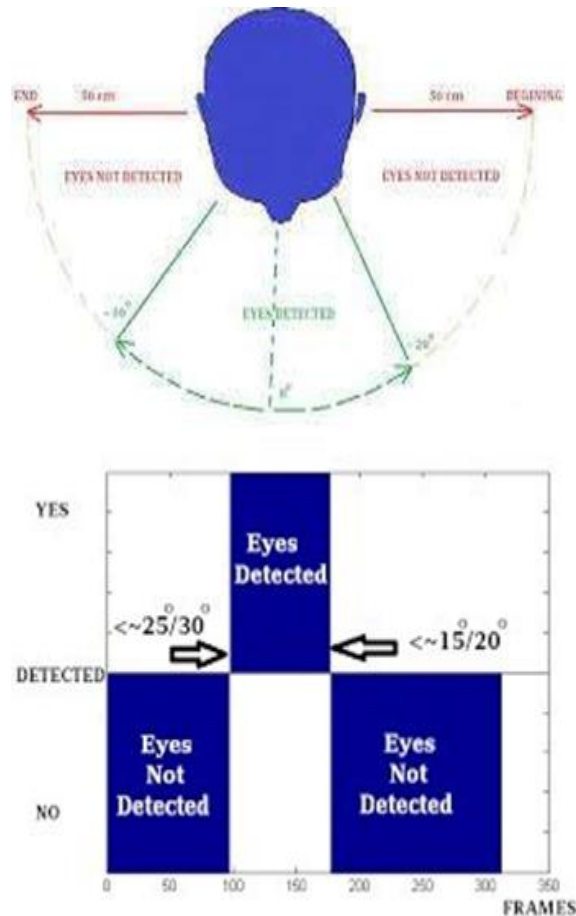 END
50 cm
50 cm
BEGINING
EYES NOT DETECTED
EYES NOT DETECTED
EYES DETECTED
~20°
0°
YES
Eyes
Detected
<~25/30°
<~15/20°
DETECTED
Eyes
Not
Detected
Eyes
Not
Detected
NO
0
50
100
150
200
250
300
350
FRAMES